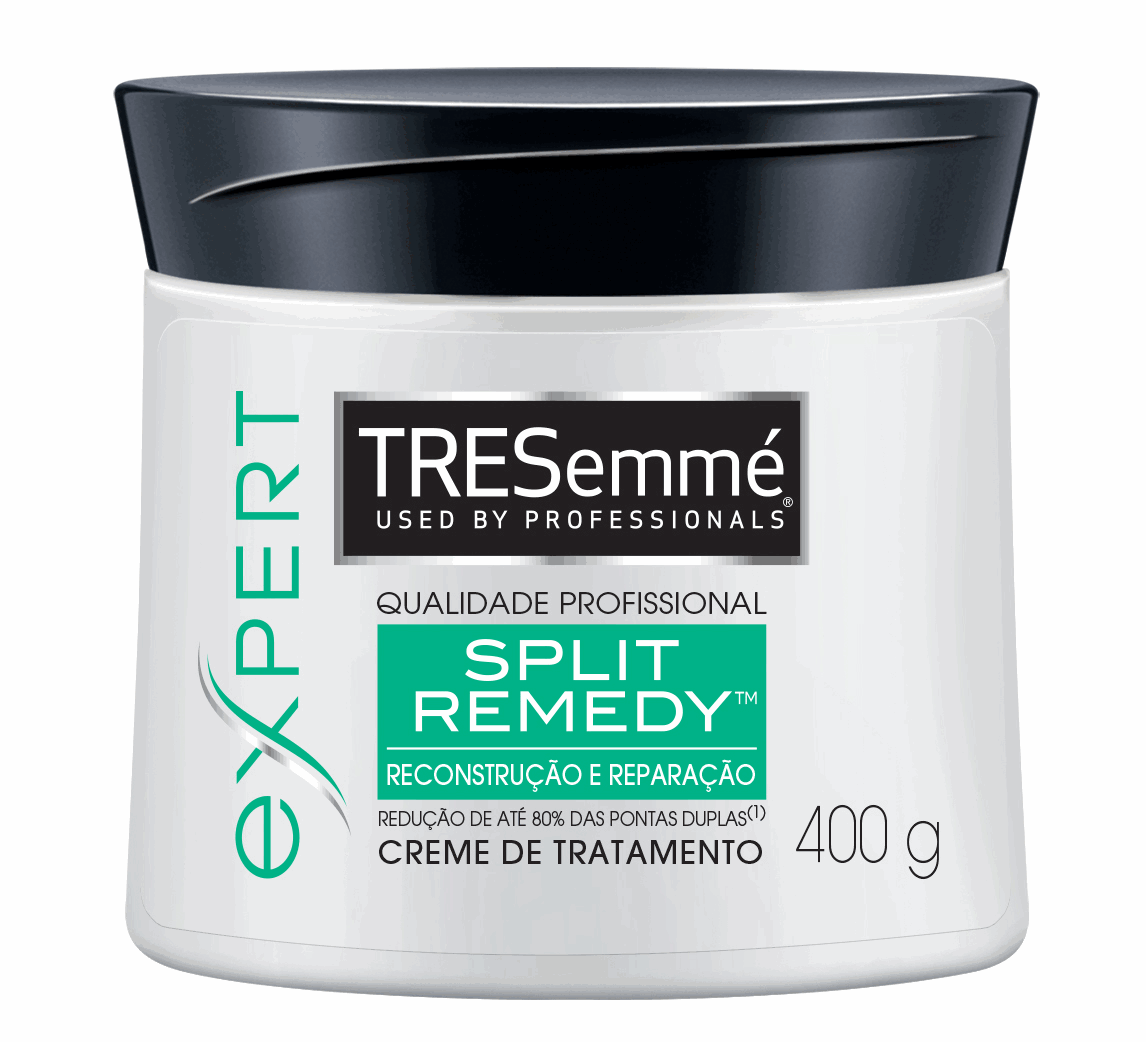 eXPERT
TRESemmé®
USED BY PROFESSIONALS
QUALIDADE PROFISSIONAL
SPLIT
REMEDY™
RECONSTRUÇÃO E REPARAÇÃO
REDUÇÃO DE ATÉ 80% DAS PONTAS DUPLAS(1)
CREME DE TRATAMENTO
400 g